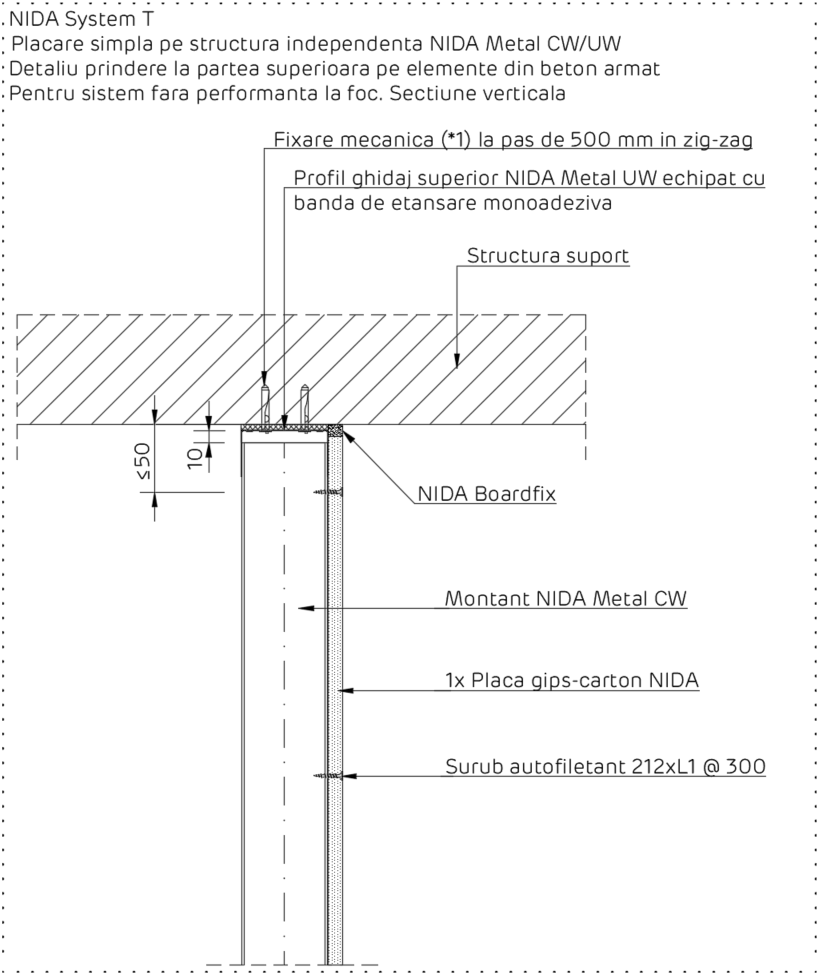 NIDA System T
Placare simpla pe structura independenta NIDA Metal CW/UW
Detaliu prindere la partea superioara pe elemente din beton armat
Pentru sistem fara performanta la foc. Sectiune verticala
Fixare mecanica (*1) la pas de 500 mm in zig-zag
Profil ghidaj superior NIDA Metal UW echipat cu
banda de etansare monoadeziva
Structura suport
≤50
10
NIDA Boardfix
Montant NIDA Metal CW
1x Placa gips-carton NIDA
Surub autofiletant 212xL1 @ 300